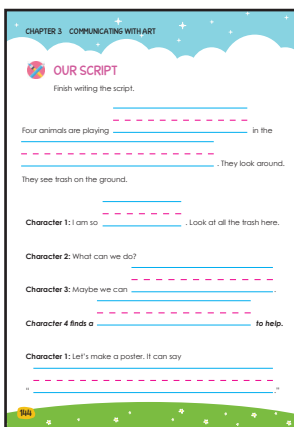 CHAPTER 3 COMMUNICATING WITH ART
OUR SCRIPT
Finish writing the script.
Four animals are playing in the
. They look around.
They see trash on the ground.
Character 1: I am so . Look at all the trash here.
Character 2: What can we do?
Character 3: Maybe we can .
Character 4 finds a to help.
Character 1: Let's make a poster. It can say
“ .”
144